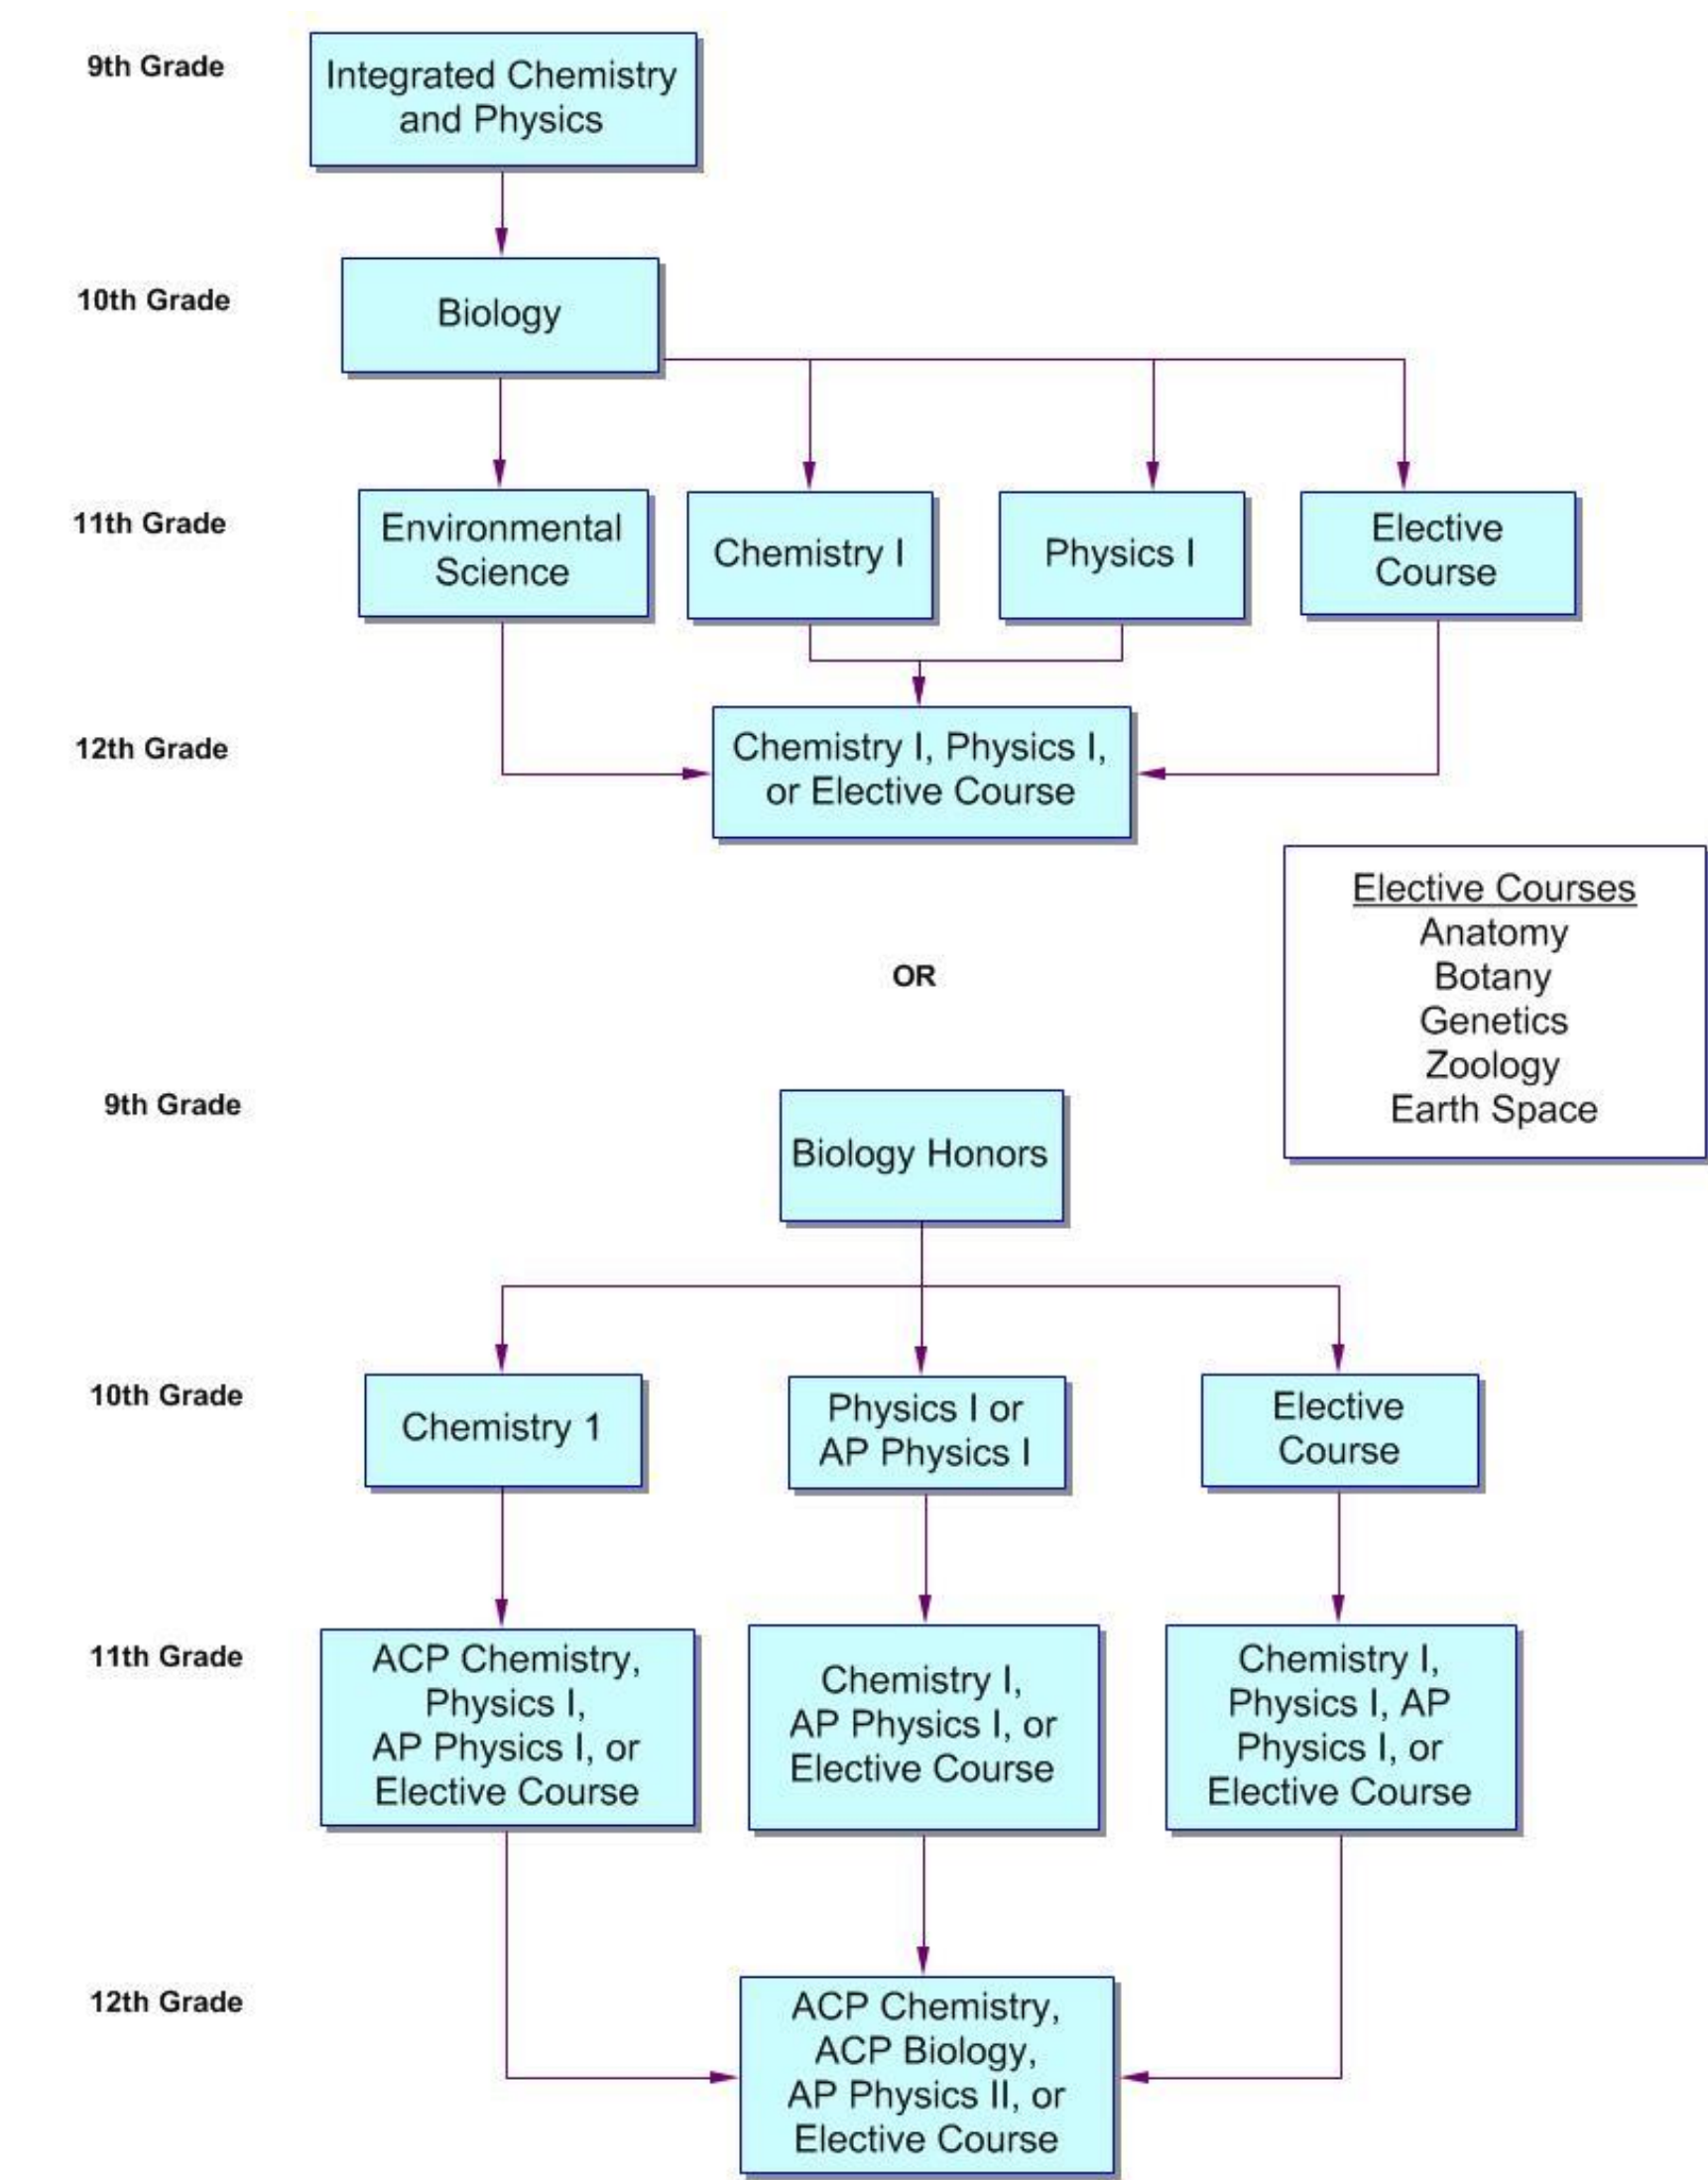 9th Grade
Integrated Chemistry
and Physics
10th Grade
Biology
11th Grade
Environmental
Science
Chemistry I
Physics I
Elective
Course
12th Grade
Chemistry I, Physics I,
or Elective Course
Elective Courses
Anatomy
Botany
Genetics
Zoology
Earth Space
OR
9th Grade
Biology Honors
10th Grade
Chemistry 1
Physics I or
AP Physics I
Elective
Course
11th Grade
ACP Chemistry,
Physics I,
AP Physics I, or
Elective Course
Chemistry I,
AP Physics I, or
Elective Course
Chemistry I,
Physics I, AP
Physics I, or
Elective Course
12th Grade
ACP Chemistry,
ACP Biology,
AP Physics II, or
Elective Course